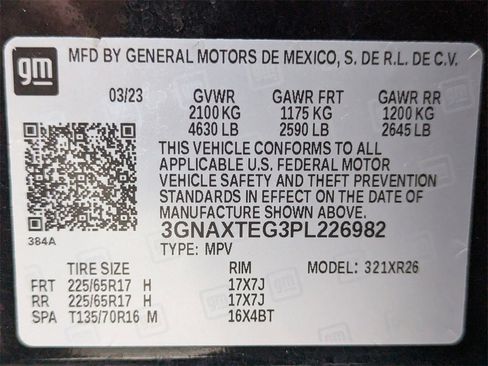 gm
MFD BY GENERAL MOTORS DE MEXICO, S. DE R.L. DE C.V.
03/23 GVWR GAWR FRT GAWR RR
2100 KG 1175 KG 1200 KG
4630 LB 2590 LB 2645 LB
THIS VEHICLE CONFORMS TO ALL
APPLICABLE U.S. FEDERAL MOTOR
VEHICLE SAFETY AND THEFT PREVENTION
STANDARDS IN EFFECT ON THE DATE OF
MANUFACTURE SHOWN ABOVE.
384A
3GNAXTEG3PL226982
TYPE: MPV
TIRE SIZE RIM MODEL: 321XR26
FRT 225/65R17 H 17X7J
RR 225/65R17 H 17X7J
SPA T135/70R16 M 16X4BT